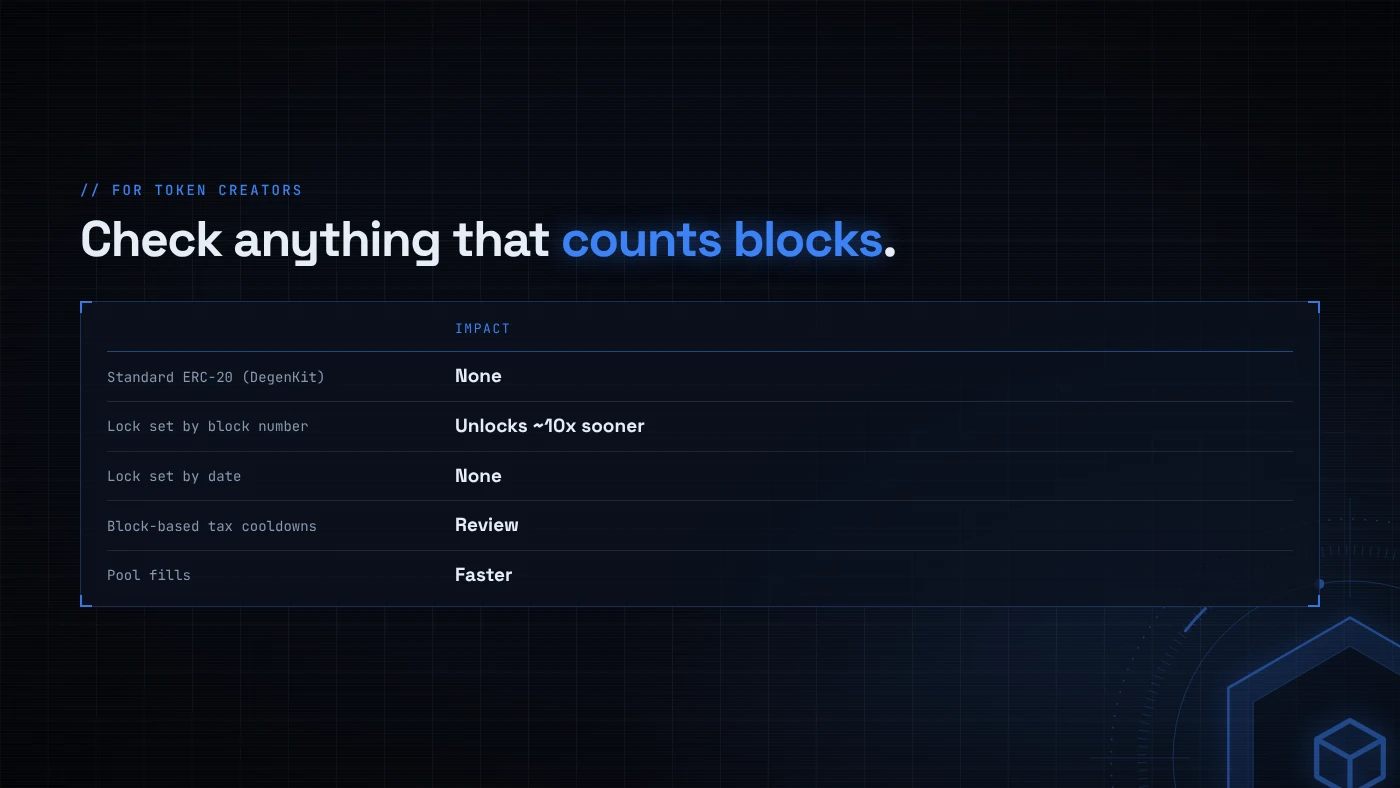 // FOR TOKEN CREATORS
Check anything that counts blocks.
IMPACT
Standard ERC-20 (DegenKit) None
Lock set by block number Unlocks ~10x sooner
Lock set by date None
Block-based tax cooldowns Review
Pool fills Faster